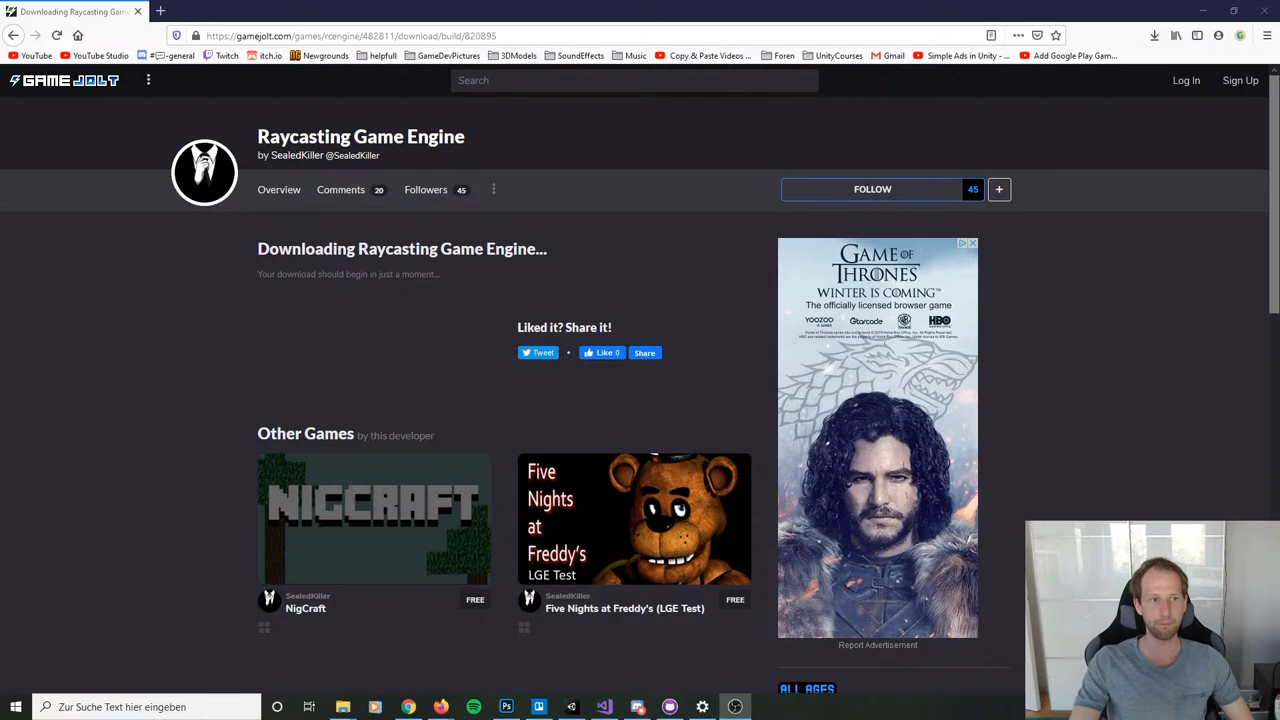 Downloading Raycasting Game
https://gamejolt.com/games/rcengine/482811/download/build/820895
YouTube
YouTube Studio
-general
Twitch
itch.io
Newgrounds
helpfull
GameDevPictures
3DModels
SoundEffects
Music
Copy & Paste Videos ...
Foren
UnityCourses
Gmail
Simple Ads in Unity - ...
Add Google Play Gam...
GAME JOLT
Search
Log In
Sign Up
Raycasting Game Engine
by SealedKiller @SealedKiller
Overview
Comments 20
Followers 45
FOLLOW 45
+
Downloading Raycasting Game Engine...
Your download should begin in just a moment...
Liked it? Share it!
Tweet
Like 0
Share
GAME OF
THRONES
WINTER IS COMING™
The officially licensed browser game
YOOZOO
GAMES
Gtarcade
WB
HBO
Report Advertisement
ALL AGES
Other Games by this developer
NIGCRAFT
SealedKiller
NigCraft
FREE
Five
Nights
at
Freddy's
LGE Test
SealedKiller
Five Nights at Freddy's (LGE Test)
FREE
Zur Suche Text hier eingeben
Ps